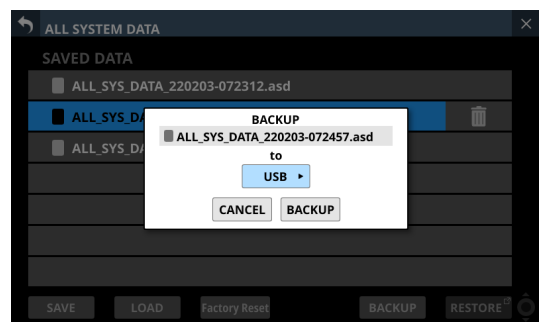 ALL SYSTEM DATA
SAVED DATA
ALL_SYS_DATA_220203-072312.asd
ALL_SYS_DA
ALL_SYS_DA
BACKUP
ALL_SYS_DATA_220203-072457.asd
to
USB
CANCEL BACKUP
SAVE LOAD Factory Reset BACKUP RESTORE